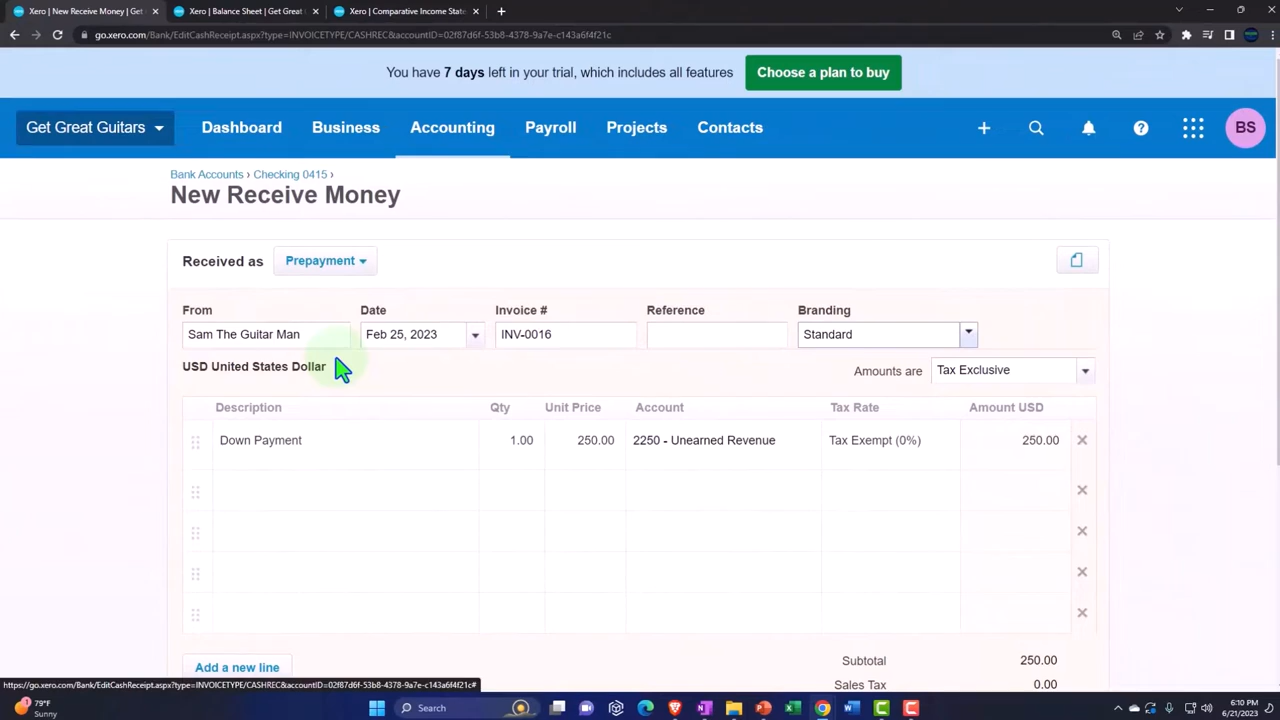 Xero | New Receive Money | Get
Xero | Balance Sheet | Get Great
Xero | Comparative Income State
go.xero.com/Bank/EditCashReceipt.aspx?type=INVOICETYPE/CASHREC&accountID=02f87d6f-53d7-4378-9a7e-c143a6f4f21c
You have 7 days left in your trial, which includes all features
Choose a plan to buy
Get Great Guitars Dashboard Business Accounting Payroll Projects Contacts BS
Bank Accounts › Checking 0415 ›
New Receive Money
Received as Prepayment
From Date Invoice # Reference Branding
Sam The Guitar Man Feb 25, 2023 INV-0016 Standard
USD United States Dollar Amounts are Tax Exclusive
Description Qty Unit Price Account Tax Rate Amount USD
Down Payment 1.00 250.00 2250 - Unearned Revenue Tax Exempt (0%) 250.00
Add a new line Subtotal 250.00
Sales Tax 0.00
https://go.xero.com/Bank/EditCashReceipt.aspx?type=INVOICETYPE/CASHREC&accountID=02f87d6f-53d7-4378-9a7e-c143a6f4f21c#
79°F
Sunny
Search
6:10 PM
6/21/2023